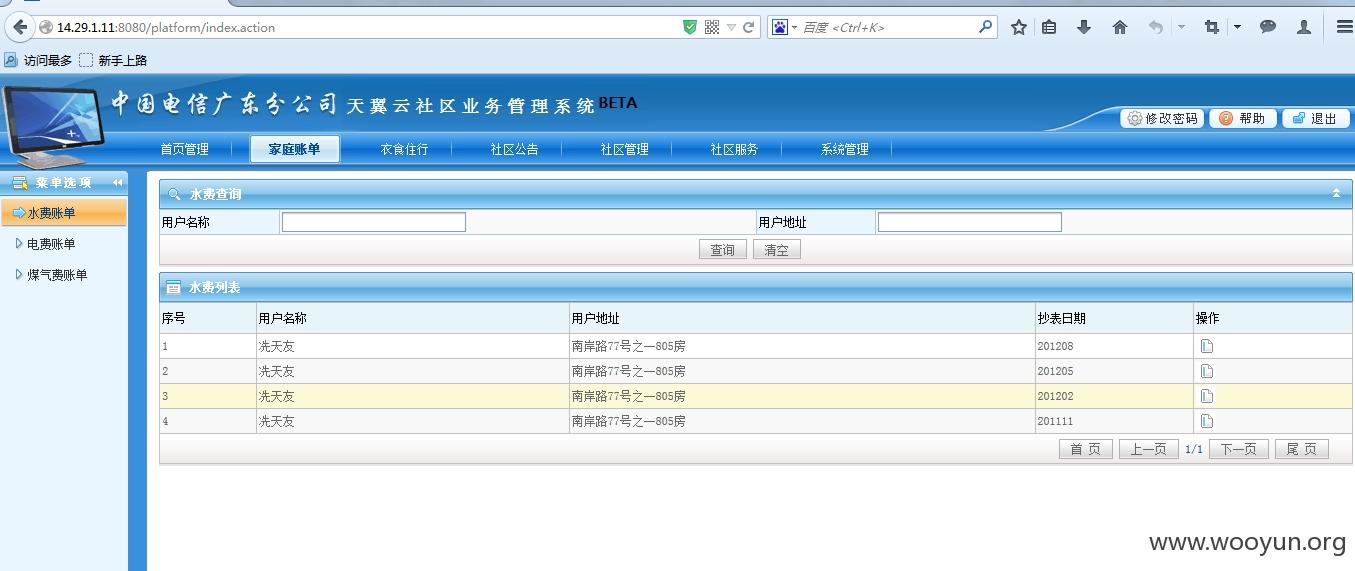 14.29.1.11:8080/platform/index.action
百度 <Ctrl+K>
访问最多 新手上路
中国电信广东分公司 天翼云社区业务管理系统 BETA
修改密码 帮助 退出
首页管理 家庭账单 衣食住行 社区公告 社区管理 社区服务 系统管理
菜单选项
水费账单
电费账单
煤气费账单
水费查询
用户名称 用户地址
查询 清空
水费列表
序号 用户名称 用户地址 抄表日期 操作
1 冼天友 南岸路77号之一805房 201208
2 冼天友 南岸路77号之一805房 201205
3 冼天友 南岸路77号之一805房 201202
4 冼天友 南岸路77号之一805房 201111
首 页 上一页 1/1 下一页 尾 页
www.wooyun.org